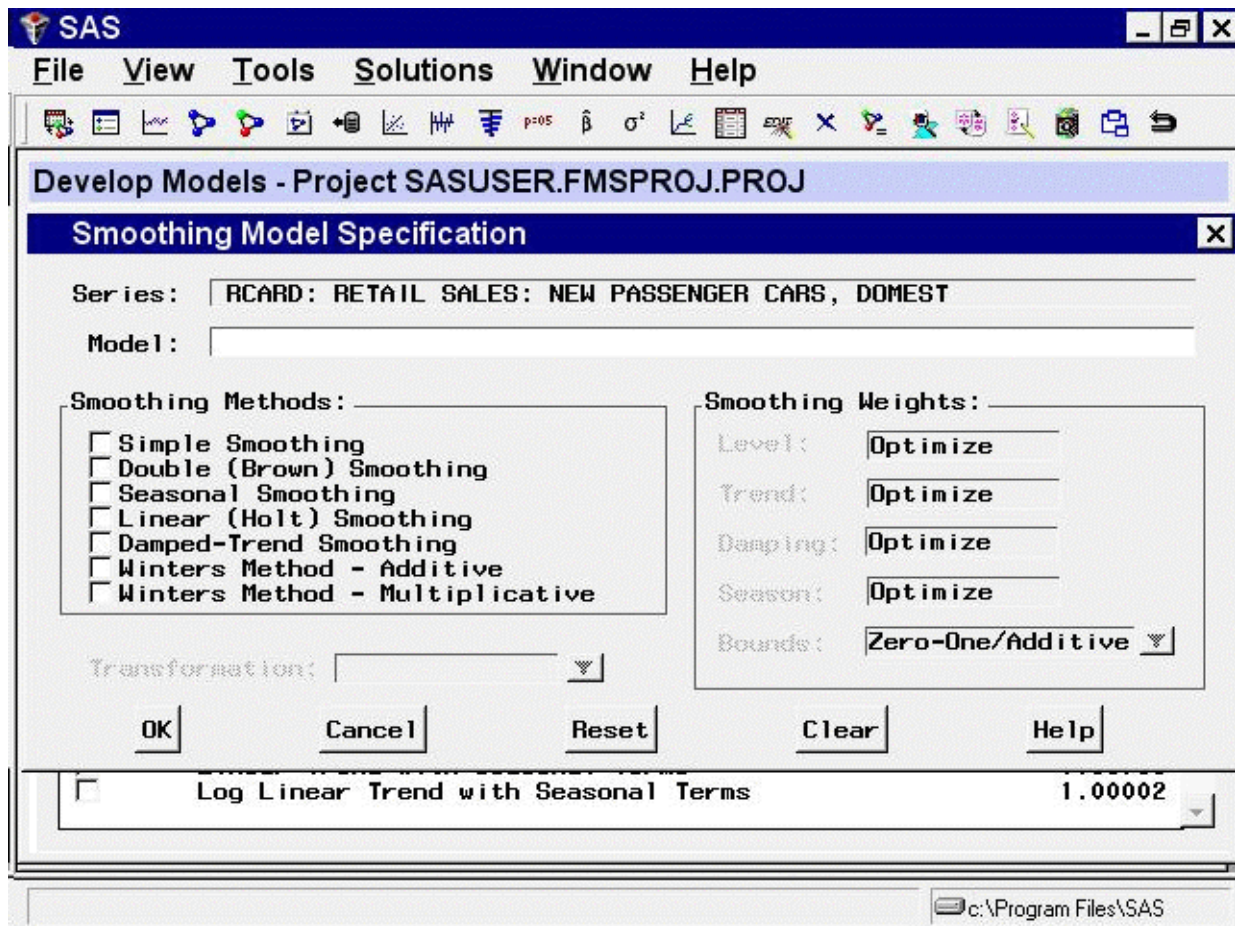 SAS
File View Tools Solutions Window Help
p=05 β̂ σ²
Develop Models - Project SASUSER.FMSPROJ.PROJ
Smoothing Model Specification
Series: RCARD: RETAIL SALES: NEW PASSENGER CARS, DOMEST
Model:
Smoothing Methods:
Simple Smoothing
Double (Brown) Smoothing
Seasonal Smoothing
Linear (Holt) Smoothing
Damped-Trend Smoothing
Winters Method - Additive
Winters Method - Multiplicative
Transformation:
Smoothing Weights:
Level: Optimize
Trend: Optimize
Damping: Optimize
Season: Optimize
Bounds: Zero-One/Additive
OK Cancel Reset Clear Help
Log Linear Trend with Seasonal Terms 1.00002
c:\Program Files\SAS